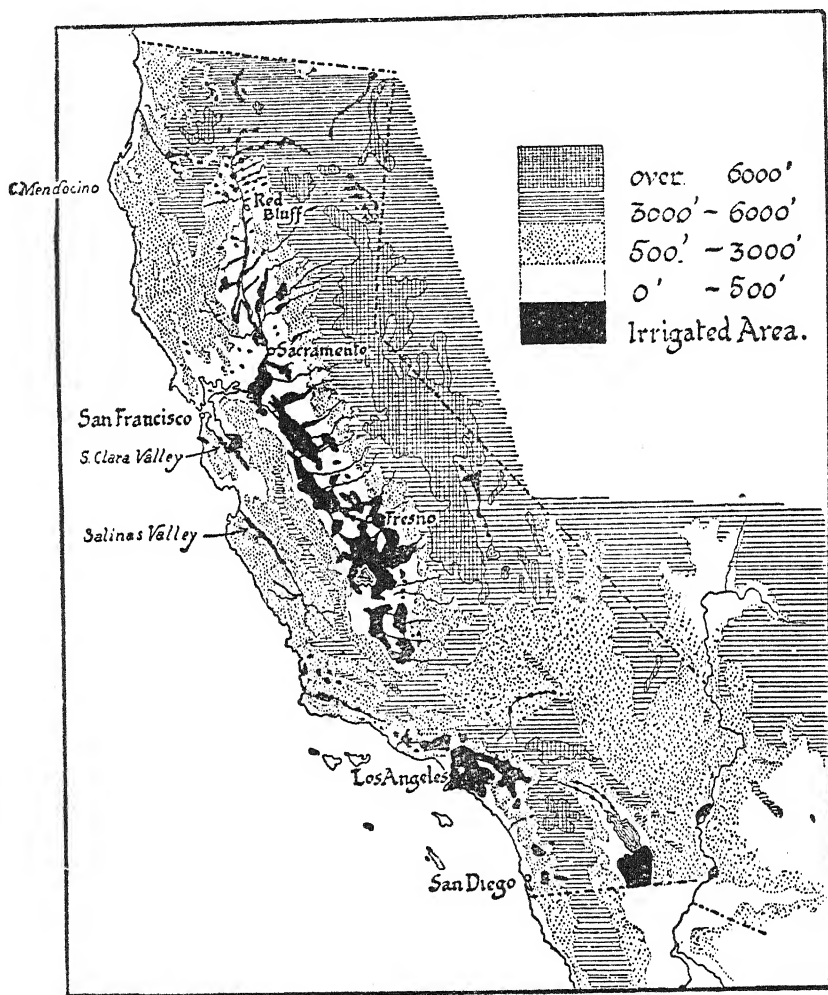 C. Mendocino
Red
Bluff
Sacramento
San Francisco
S. Clara Valley
Salinas Valley
Fresno
Los Angeles
San Diego
over 6000'
3000' ~ 6000'
500' ~ 3000'
0' ~ 500'
Irrigated Area.